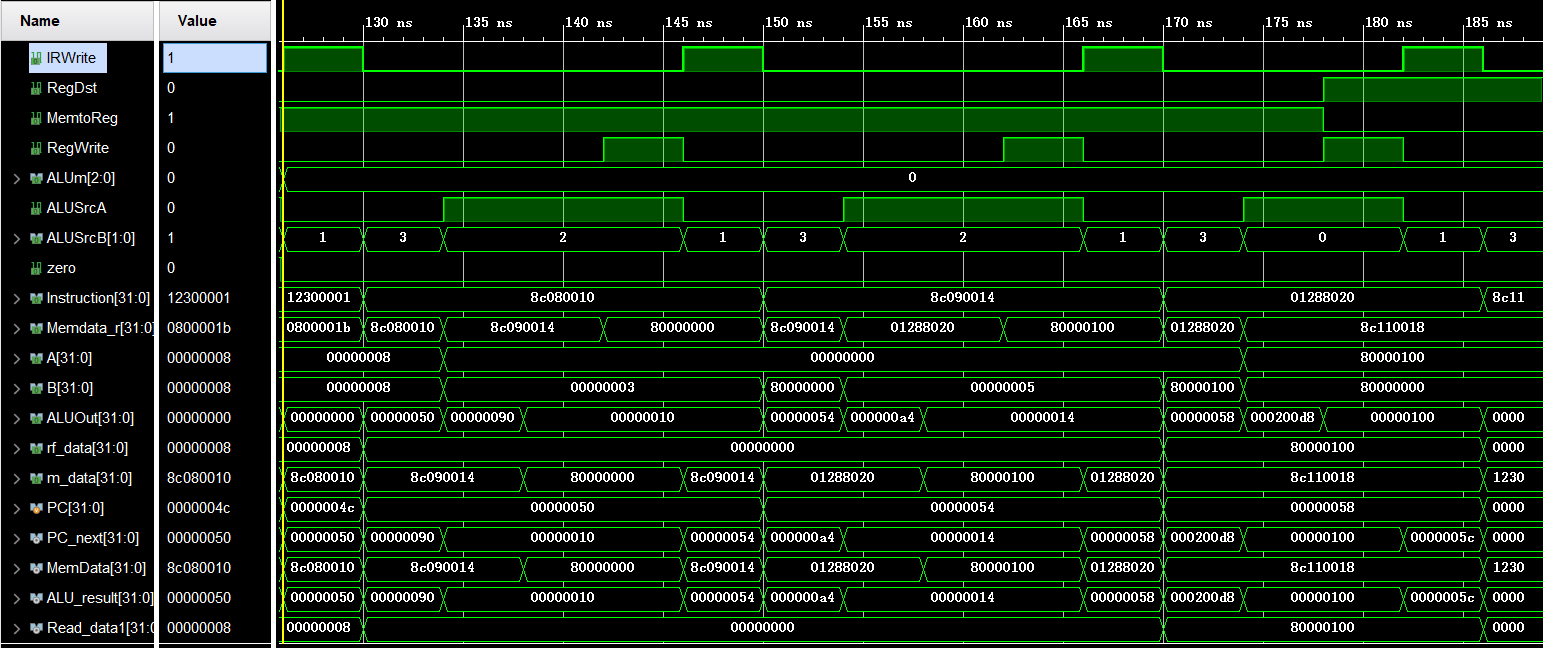 Name Value 130 ns 135 ns 140 ns 145 ns 150 ns 155 ns 160 ns 165 ns 170 ns 175 ns 180 ns 185 ns
IRWrite 1
RegDst 0
MemtoReg 1
RegWrite 0
ALUm[2:0] 0 0
ALUSrcA 0
ALUSrcB[1:0] 1 1 3 2 1 3 2 1 3 0 1 3
zero 0
Instruction[31:0] 12300001 12300001 8c080010 8c090014 01288020 8c11
Memdata_r[31:0] 0800001b 0800001b 8c080010 8c090014 80000000 8c090014 01288020 80000100 01288020 8c110018
A[31:0] 00000008 00000008 00000000 80000100
B[31:0] 00000008 00000008 00000003 80000000 00000005 80000100 80000000
ALUOut[31:0] 00000000 00000000 00000050 00000090 00000010 00000054 000000a4 00000014 00000058 000200d8 00000100 0000
rf_data[31:0] 00000008 00000008 00000000 80000100 0000
m_data[31:0] 8c080010 8c080010 8c090014 80000000 8c090014 01288020 80000100 01288020 8c110018 1230
PC[31:0] 0000004c 0000004c 00000050 00000054 00000058 0000
PC_next[31:0] 00000050 00000050 00000090 00000010 00000054 000000a4 00000014 00000058 000200d8 00000100 0000005c 0000
MemData[31:0] 8c080010 8c080010 8c090014 80000000 8c090014 01288020 80000100 01288020 8c110018 1230
ALU_result[31:0] 00000050 00000050 00000090 00000010 00000054 000000a4 00000014 00000058 000200d8 00000100 0000005c 0000
Read_data1[31:0 00000008 00000008 00000000 80000100 0000